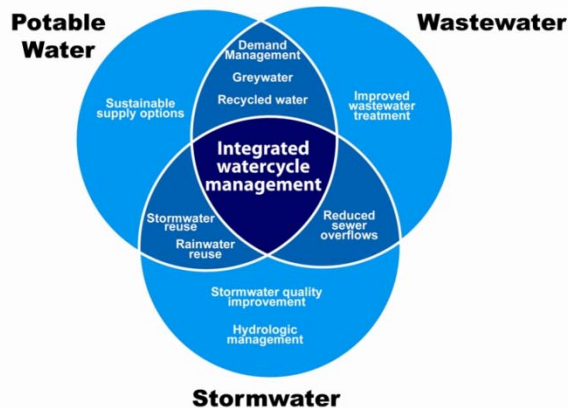 Potable
Water
Wastewater
Demand
Management
Greywater
Recycled water
Sustainable
supply options
Improved
wastewater
treatment
Integrated
watercycle
management
Stormwater
reuse
Rainwater
reuse
Reduced
sewer
overflows
Stormwater quality
improvement
Hydrologic
management
Stormwater